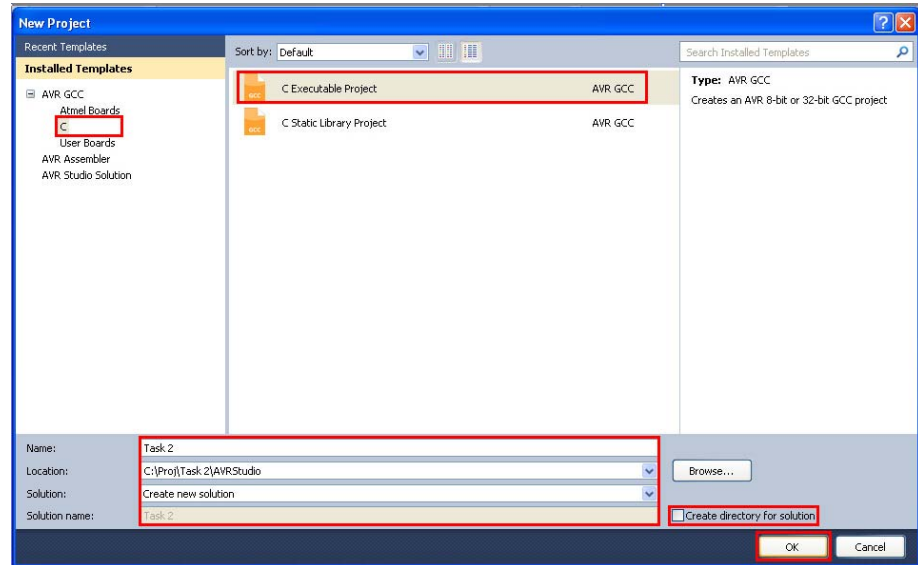 New Project
Recent Templates
Installed Templates
AVR GCC
Atmel Boards
C
User Boards
AVR Assembler
AVR Studio Solution
Sort by: Default
Search Installed Templates
GCC C Executable Project AVR GCC
GCC C Static Library Project AVR GCC
Type: AVR GCC
Creates an AVR 8-bit or 32-bit GCC project
Name: Task 2
Location: C:\Proj\Task 2\AVRStudio Browse...
Solution: Create new solution
Solution name: Task 2 Create directory for solution
OK Cancel